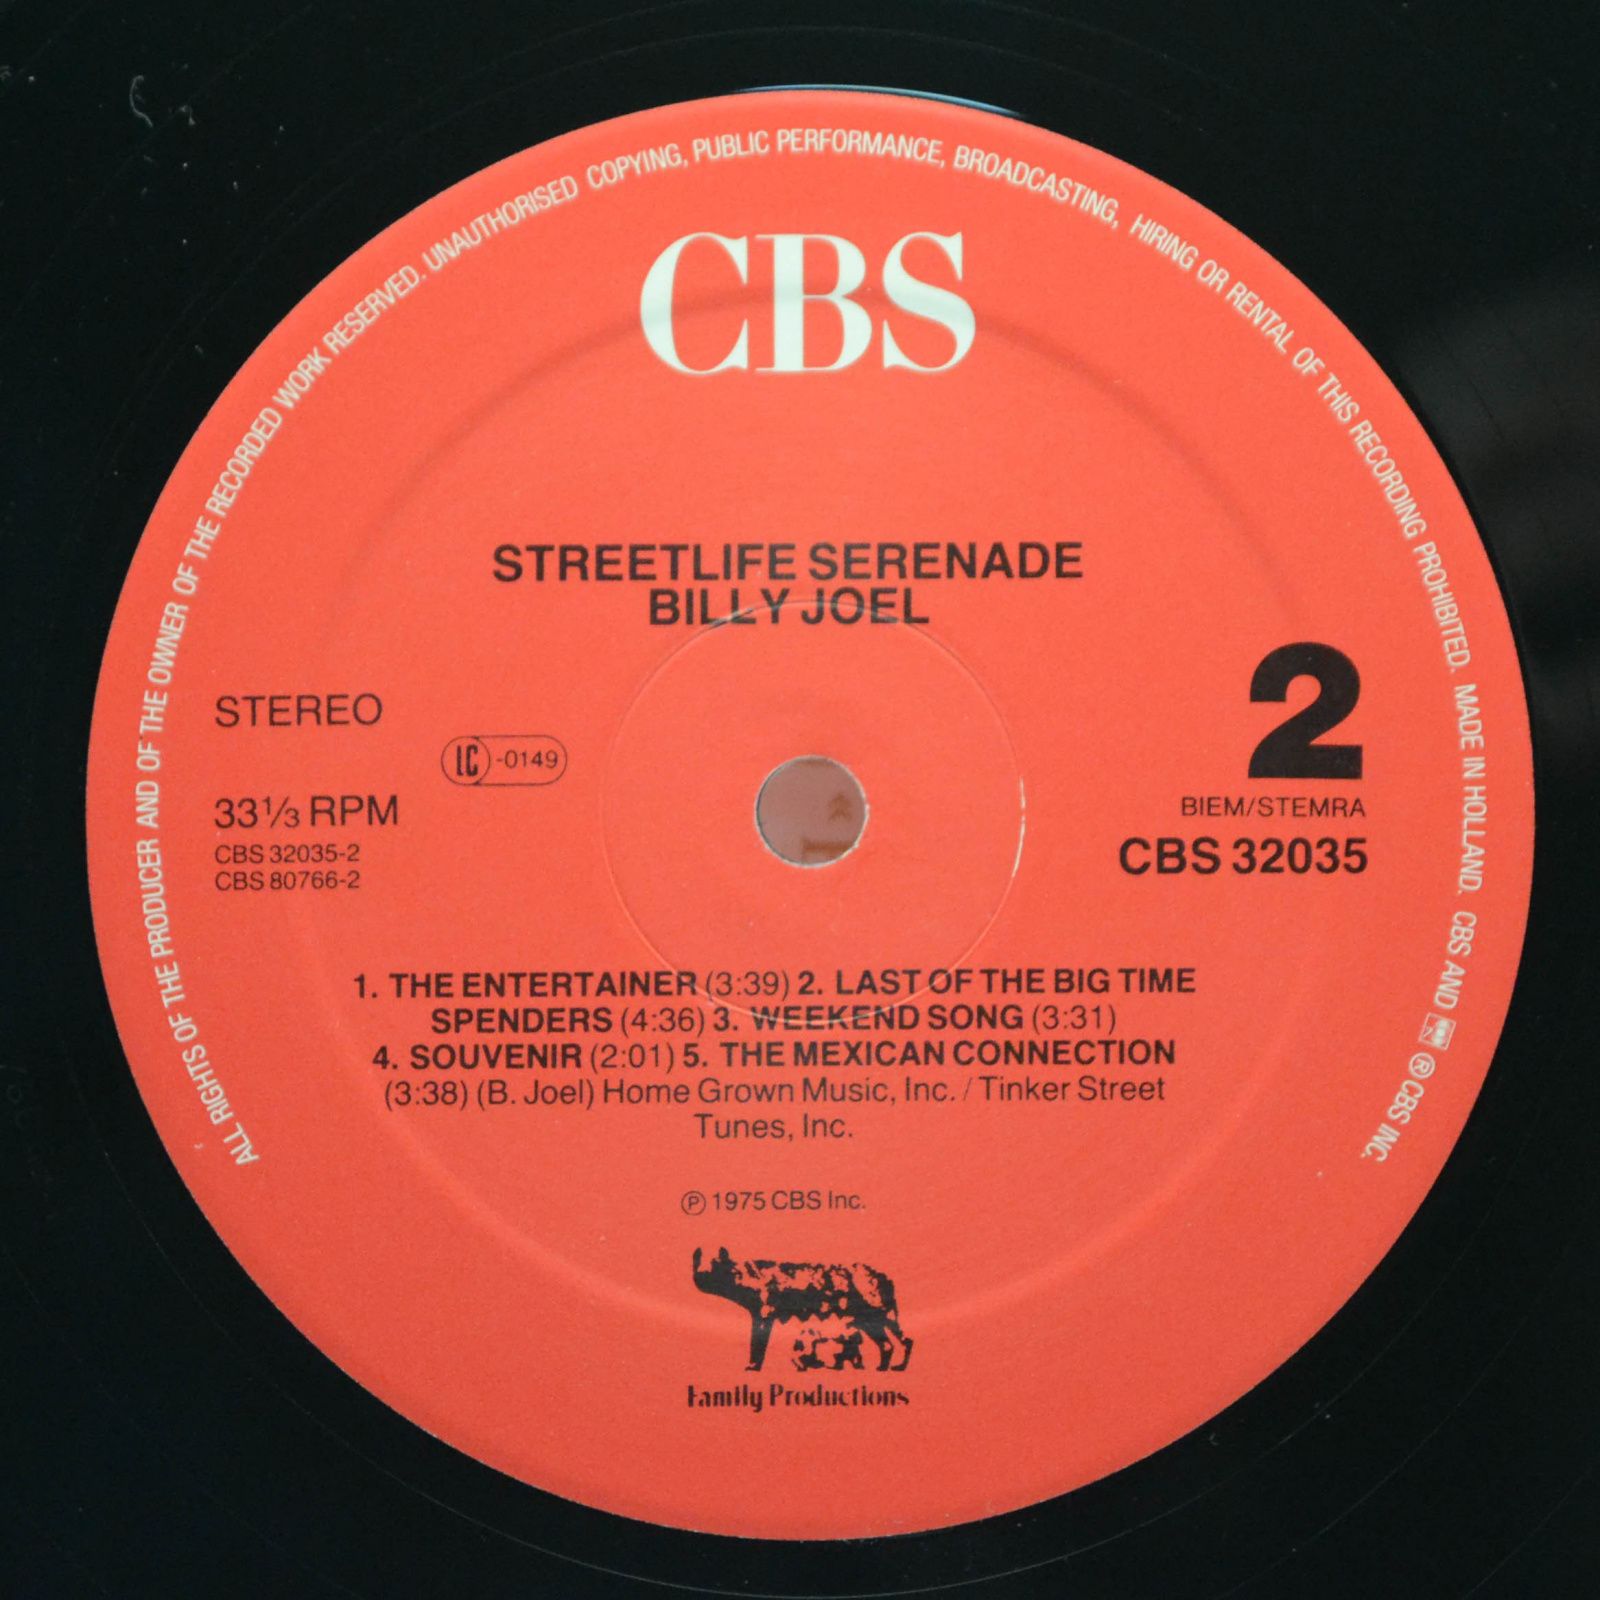 ALL RIGHTS OF THE PRODUCER AND OF THE OWNER OF THE RECORDED WORK RESERVED. UNAUTHORISED COPYING, PUBLIC PERFORMANCE, BROADCASTING, HIRING OR RENTAL OF THIS RECORDING PROHIBITED. MADE IN HOLLAND. CBS AND ® CBS INC.
CBS
STREETLIFE SERENADE
BILLY JOEL
STEREO
LC -0149
33⅓ RPM
CBS 32035-2
CBS 80766-2
2
BIEM/STEMRA
CBS 32035
1. THE ENTERTAINER (3:39) 2. LAST OF THE BIG TIME
SPENDERS (4:36) 3. WEEKEND SONG (3:31)
4. SOUVENIR (2:01) 5. THE MEXICAN CONNECTION
(3:38) (B. Joel) Home Grown Music, Inc. / Tinker Street
Tunes, Inc.
℗ 1975 CBS Inc.
Family Productions